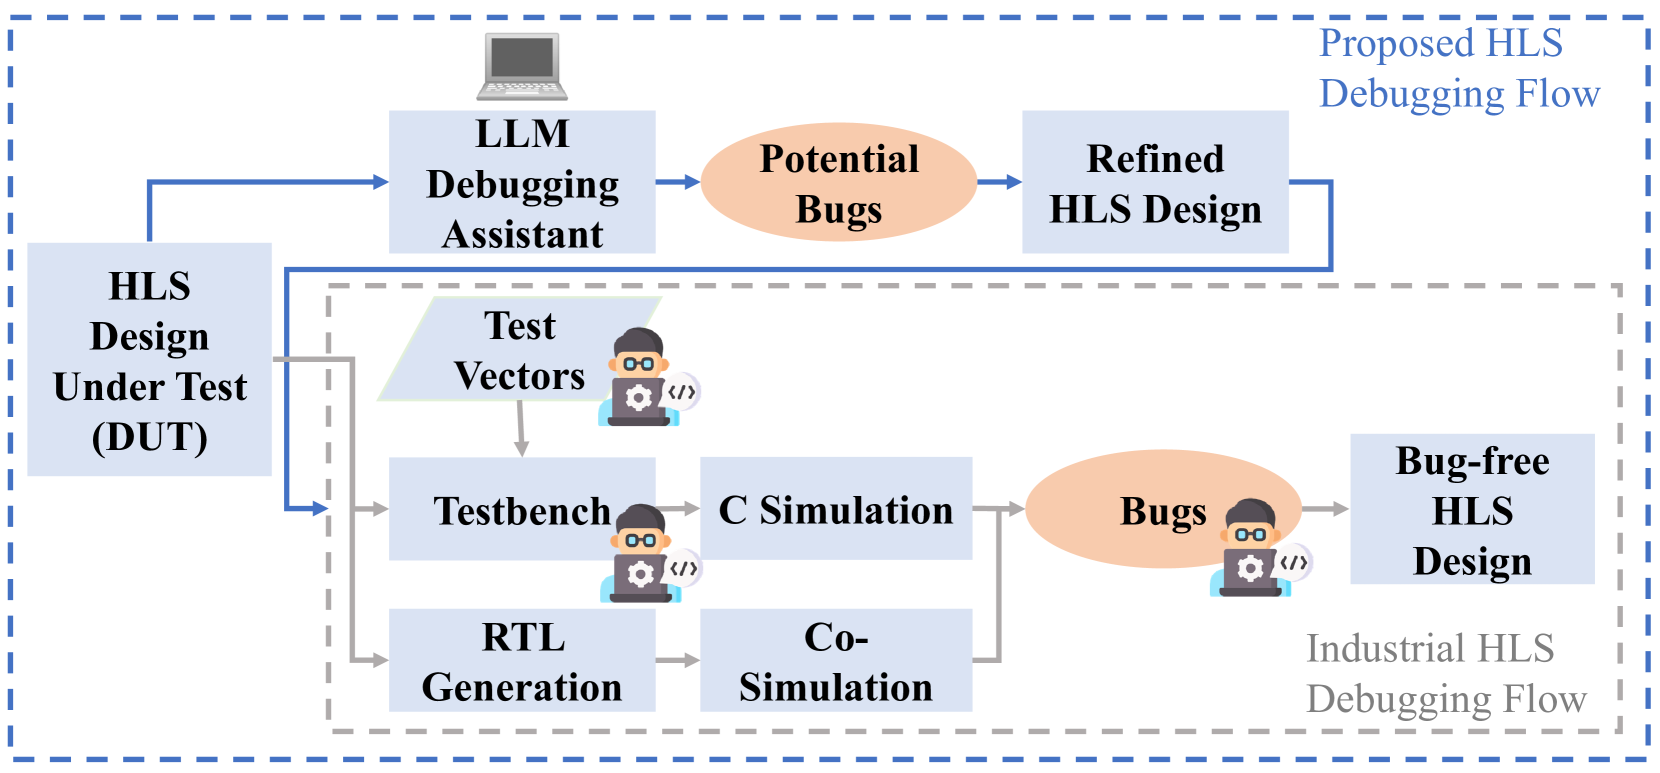 Proposed HLS
Debugging Flow
LLM
Debugging
Assistant
Potential
Bugs
Refined
HLS Design
HLS
Design
Under Test
(DUT)
Test
Vectors
</>
Testbench
</>
C Simulation
Bugs
</>
Bug-free
HLS
Design
RTL
Generation
Co-
Simulation
Industrial HLS
Debugging Flow